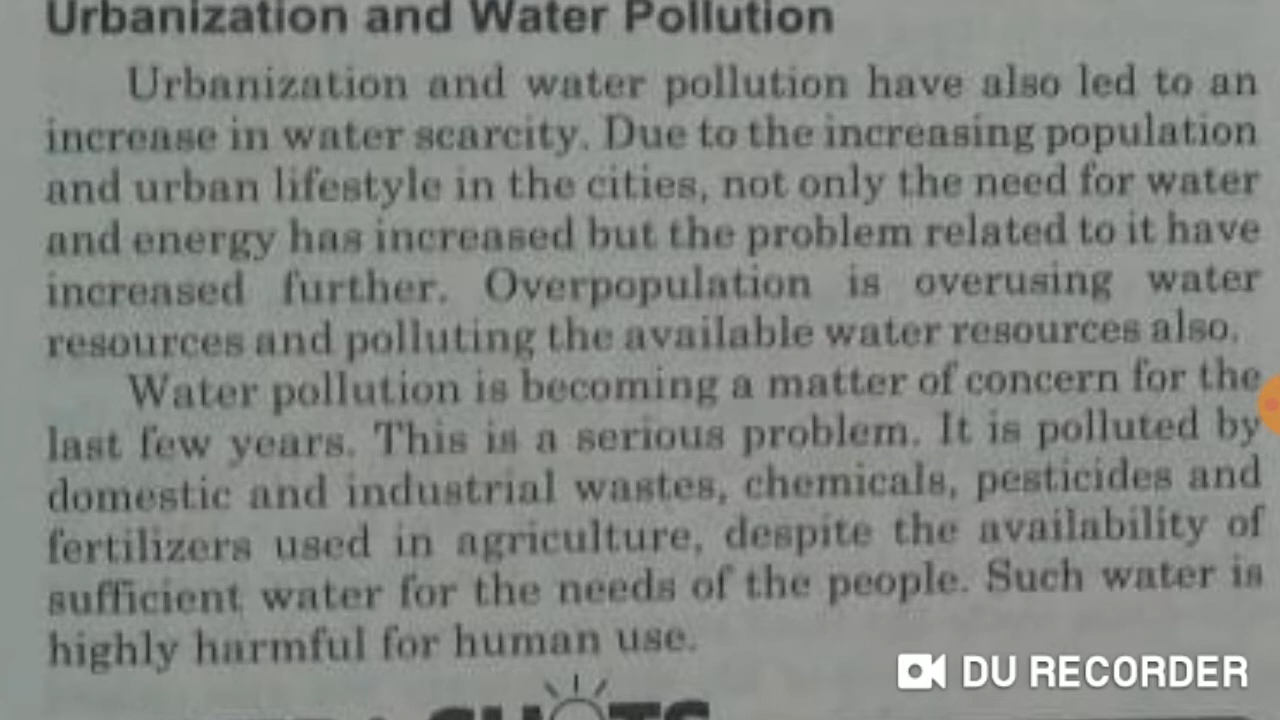 Urbanization and Water Pollution
Urbanization and water pollution have also led to an
increase in water scarcity. Due to the increasing population
and urban lifestyle in the cities, not only the need for water
and energy has increased but the problem related to it have
increased further. Overpopulation is overusing water
resources and polluting the available water resources also.
Water pollution is becoming a matter of concern for the
last few years. This is a serious problem. It is polluted by
domestic and industrial wastes, chemicals, pesticides and
fertilizers used in agriculture, despite the availability of
sufficient water for the needs of the people. Such water is
highly harmful for human use.
DU RECORDER